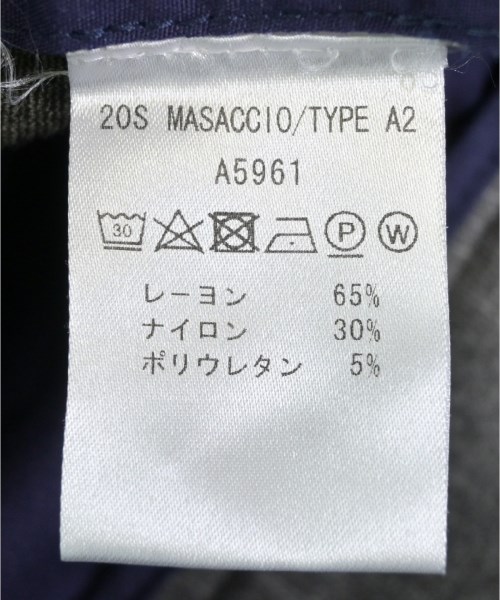 20S MASACCIO/TYPE A2
A5961
30 P W
レーヨン 65%
ナイロン 30%
ポリウレタン 5%